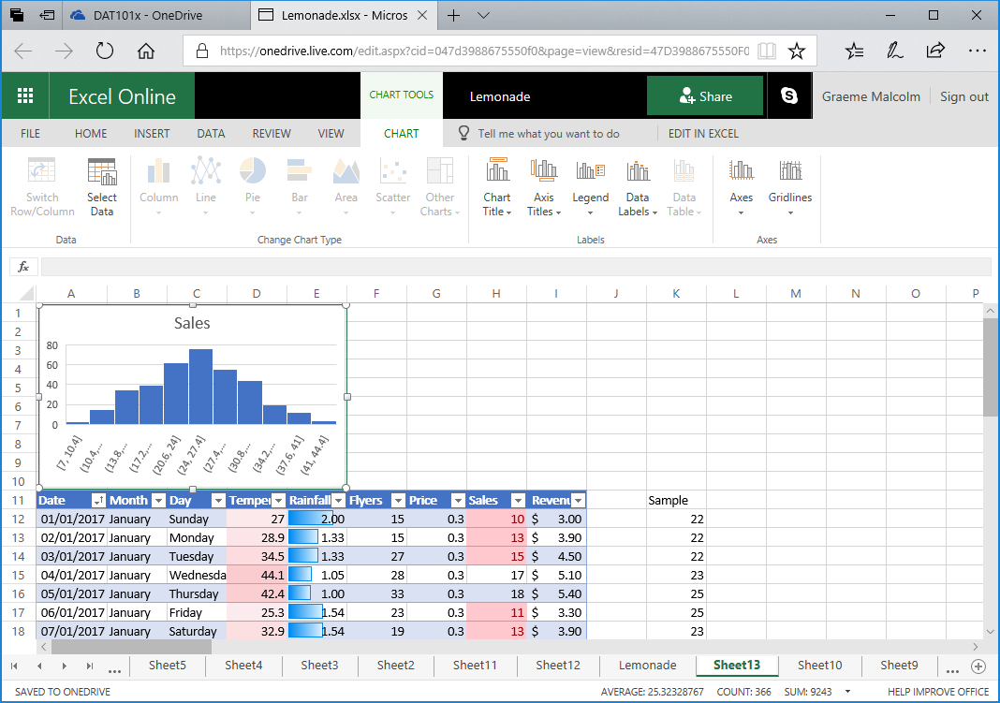 DAT101x - OneDrive
Lemonade.xlsx - Micros
https://onedrive.live.com/edit.aspx?cid=047d3988675550f0&page=view&resid=47D3988675550F0
Excel Online
CHART TOOLS
Lemonade
Share
Graeme Malcolm
Sign out
FILE HOME INSERT DATA REVIEW VIEW CHART Tell me what you want to do EDIT IN EXCEL
Switch Row/Column
Select Data
Column
Line
Pie
Bar
Area
Scatter
Other Charts
Chart Title
Axis Titles
Legend
Data Labels
Data Table
Axes
Gridlines
Data Change Chart Type Labels Axes
fx
A B C D E F G H I J K L M N O P
1
2
3
4
5
6
7
8
9
10
Sales
80
60
40
20
0
[7, 10.4] (10.4,... (13.8,... (17.2,... (20.6, 24] (24, 27.4] (27.4,... (30.8,... (34.2,... (37.6, 41] (41, 44.4]
11 Date Month Day Temper Rainfall Flyers Price Sales Revenu Sample
12 01/01/2017 January Sunday 27 2.00 15 0.3 10 $ 3.00 22
13 02/01/2017 January Monday 28.9 1.33 15 0.3 13 $ 3.90 22
14 03/01/2017 January Tuesday 34.5 1.33 27 0.3 15 $ 4.50 22
15 04/01/2017 January Wednesda 44.1 1.05 28 0.3 17 $ 5.10 23
16 05/01/2017 January Thursday 42.4 1.00 33 0.3 18 $ 5.40 25
17 06/01/2017 January Friday 25.3 1.54 23 0.3 11 $ 3.30 25
18 07/01/2017 January Saturday 32.9 1.54 19 0.3 13 $ 3.90 23
... Sheet5 Sheet4 Sheet3 Sheet2 Sheet11 Sheet12 Lemonade Sheet13 Sheet10 Sheet9 ...
SAVED TO ONEDRIVE AVERAGE: 25.32328767 COUNT: 366 SUM: 9243 HELP IMPROVE OFFICE